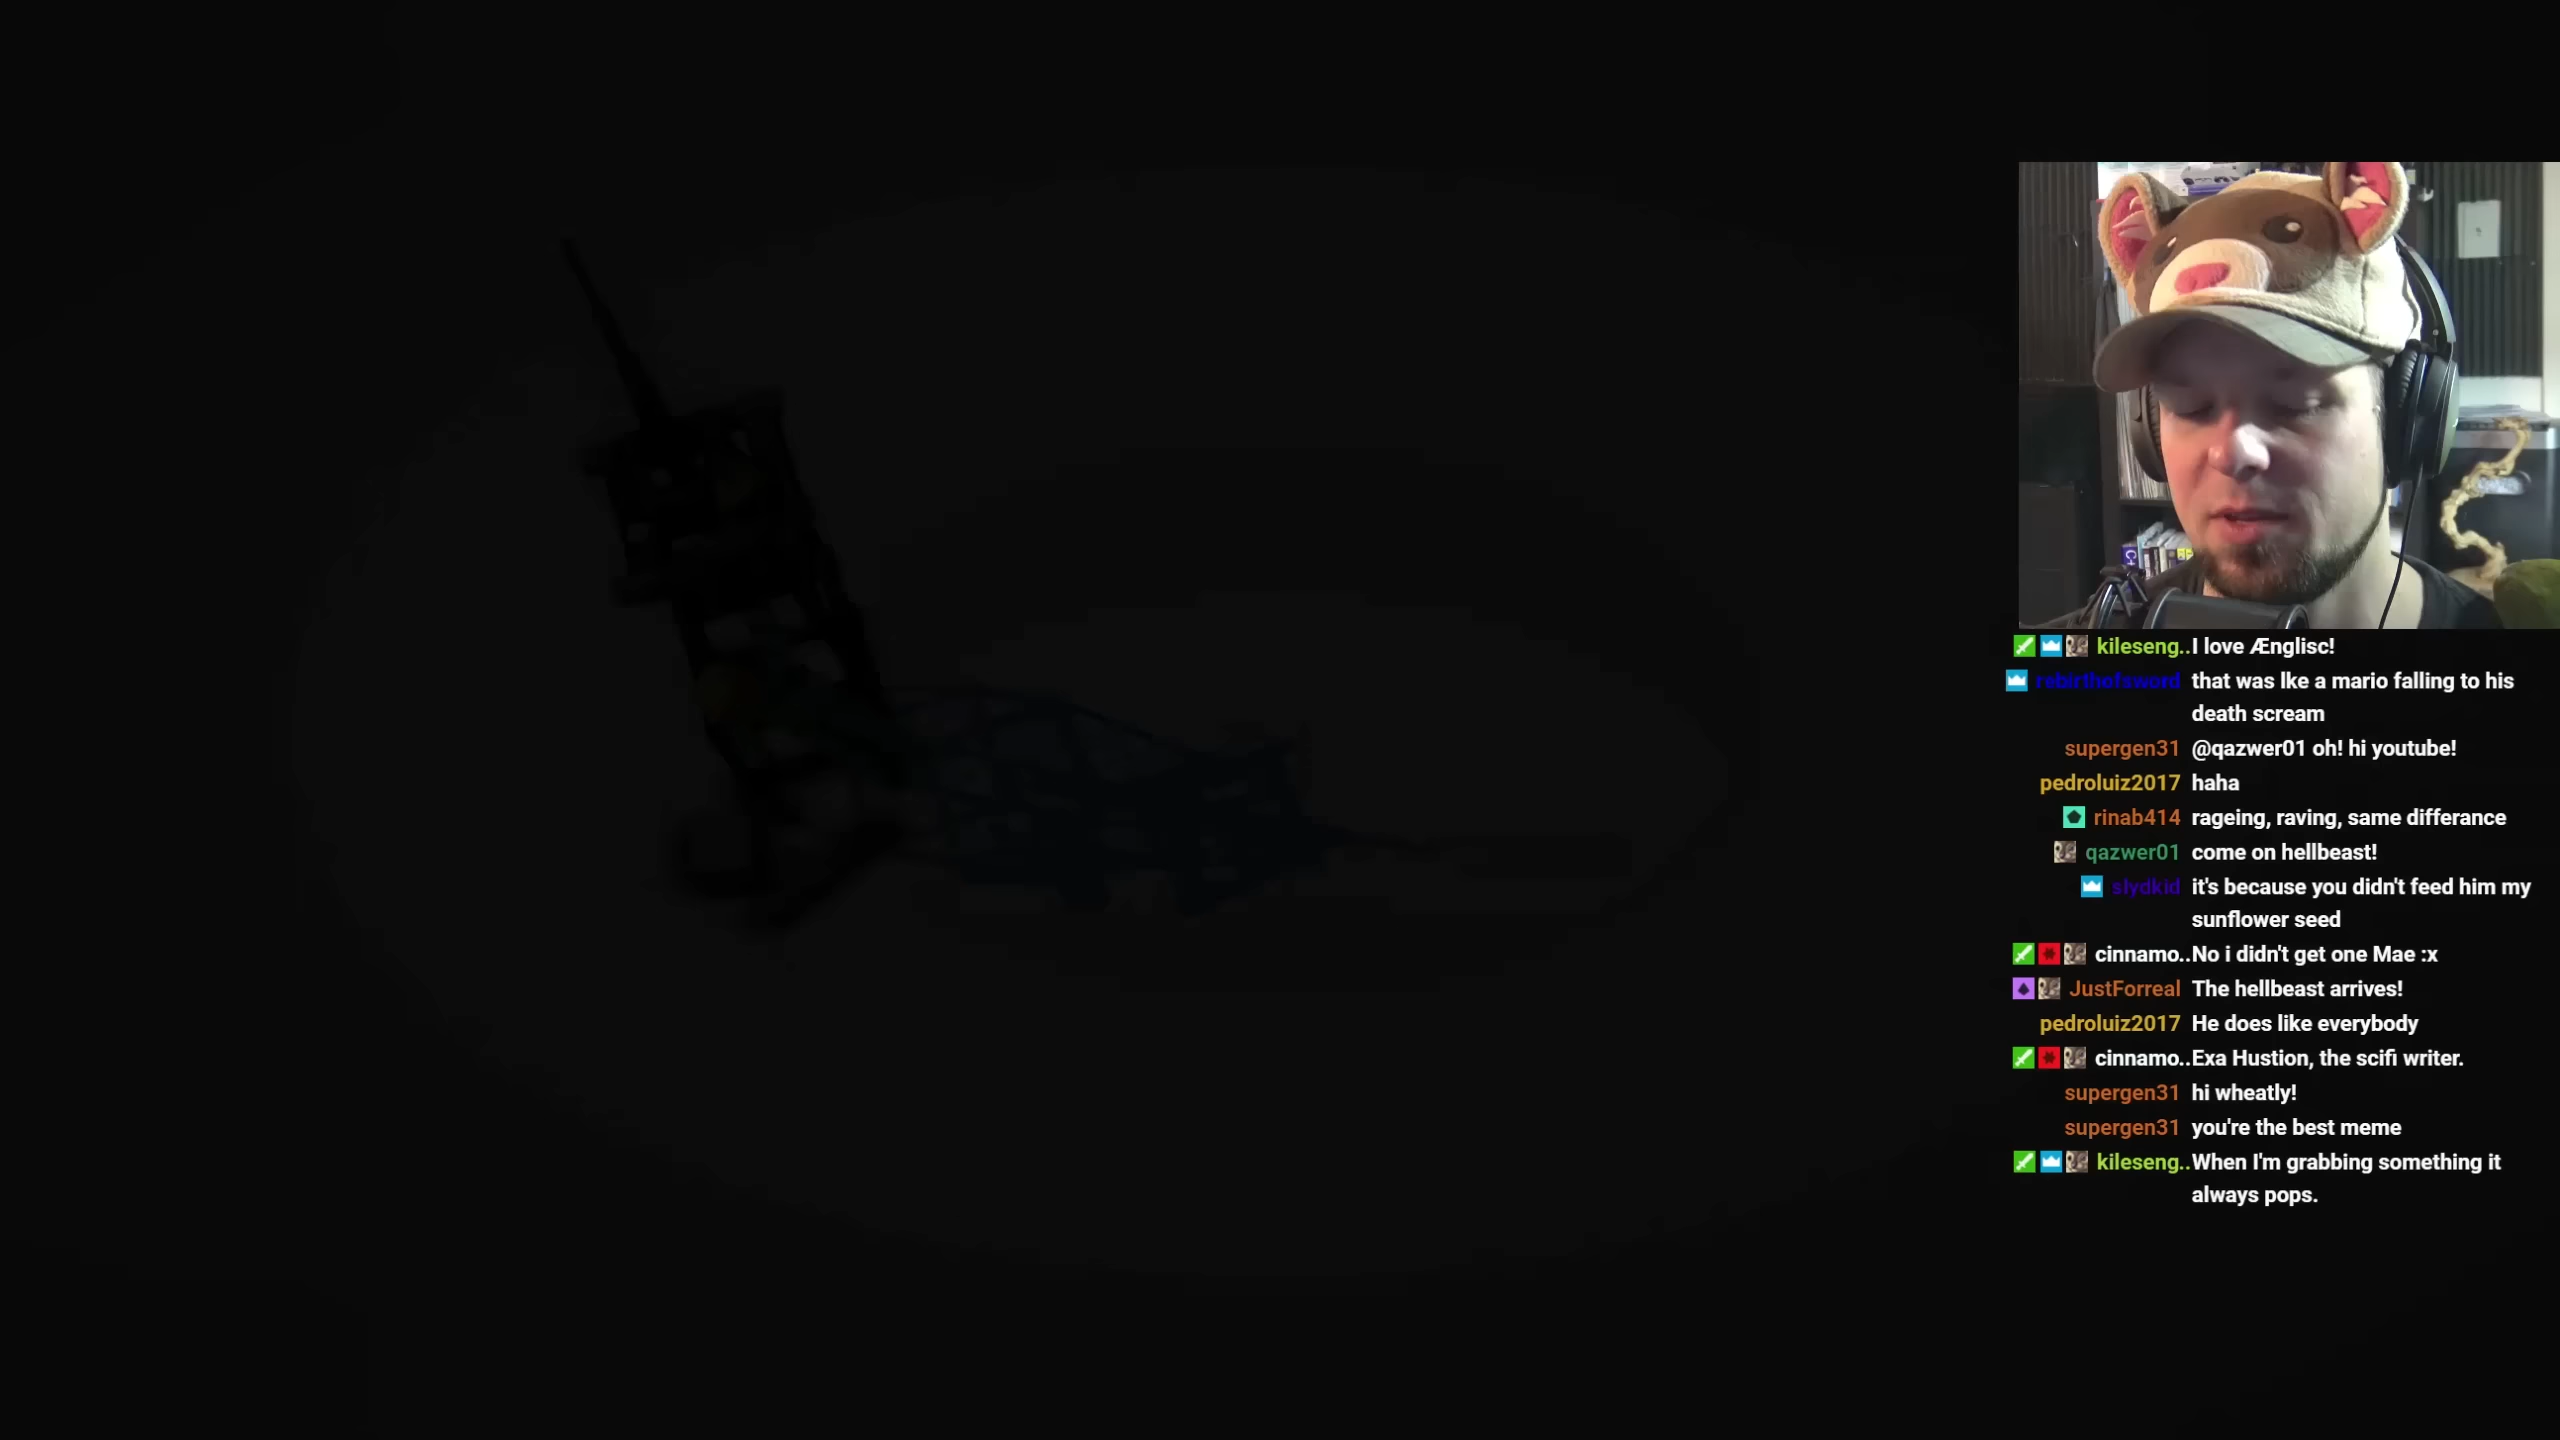 kileseng.. I love Ænglisc!
rebirthofsword that was lke a mario falling to his
death scream
supergen31 @qazwer01 oh! hi youtube!
pedroluiz2017 haha
rinab414 rageing, raving, same differance
qazwer01 come on hellbeast!
slydkid it's because you didn't feed him my
sunflower seed
cinnamo.. No i didn't get one Mae :x
JustForreal The hellbeast arrives!
pedroluiz2017 He does like everybody
cinnamo.. Exa Hustion, the scifi writer.
supergen31 hi wheatly!
supergen31 you're the best meme
kileseng.. When I'm grabbing something it
always pops.